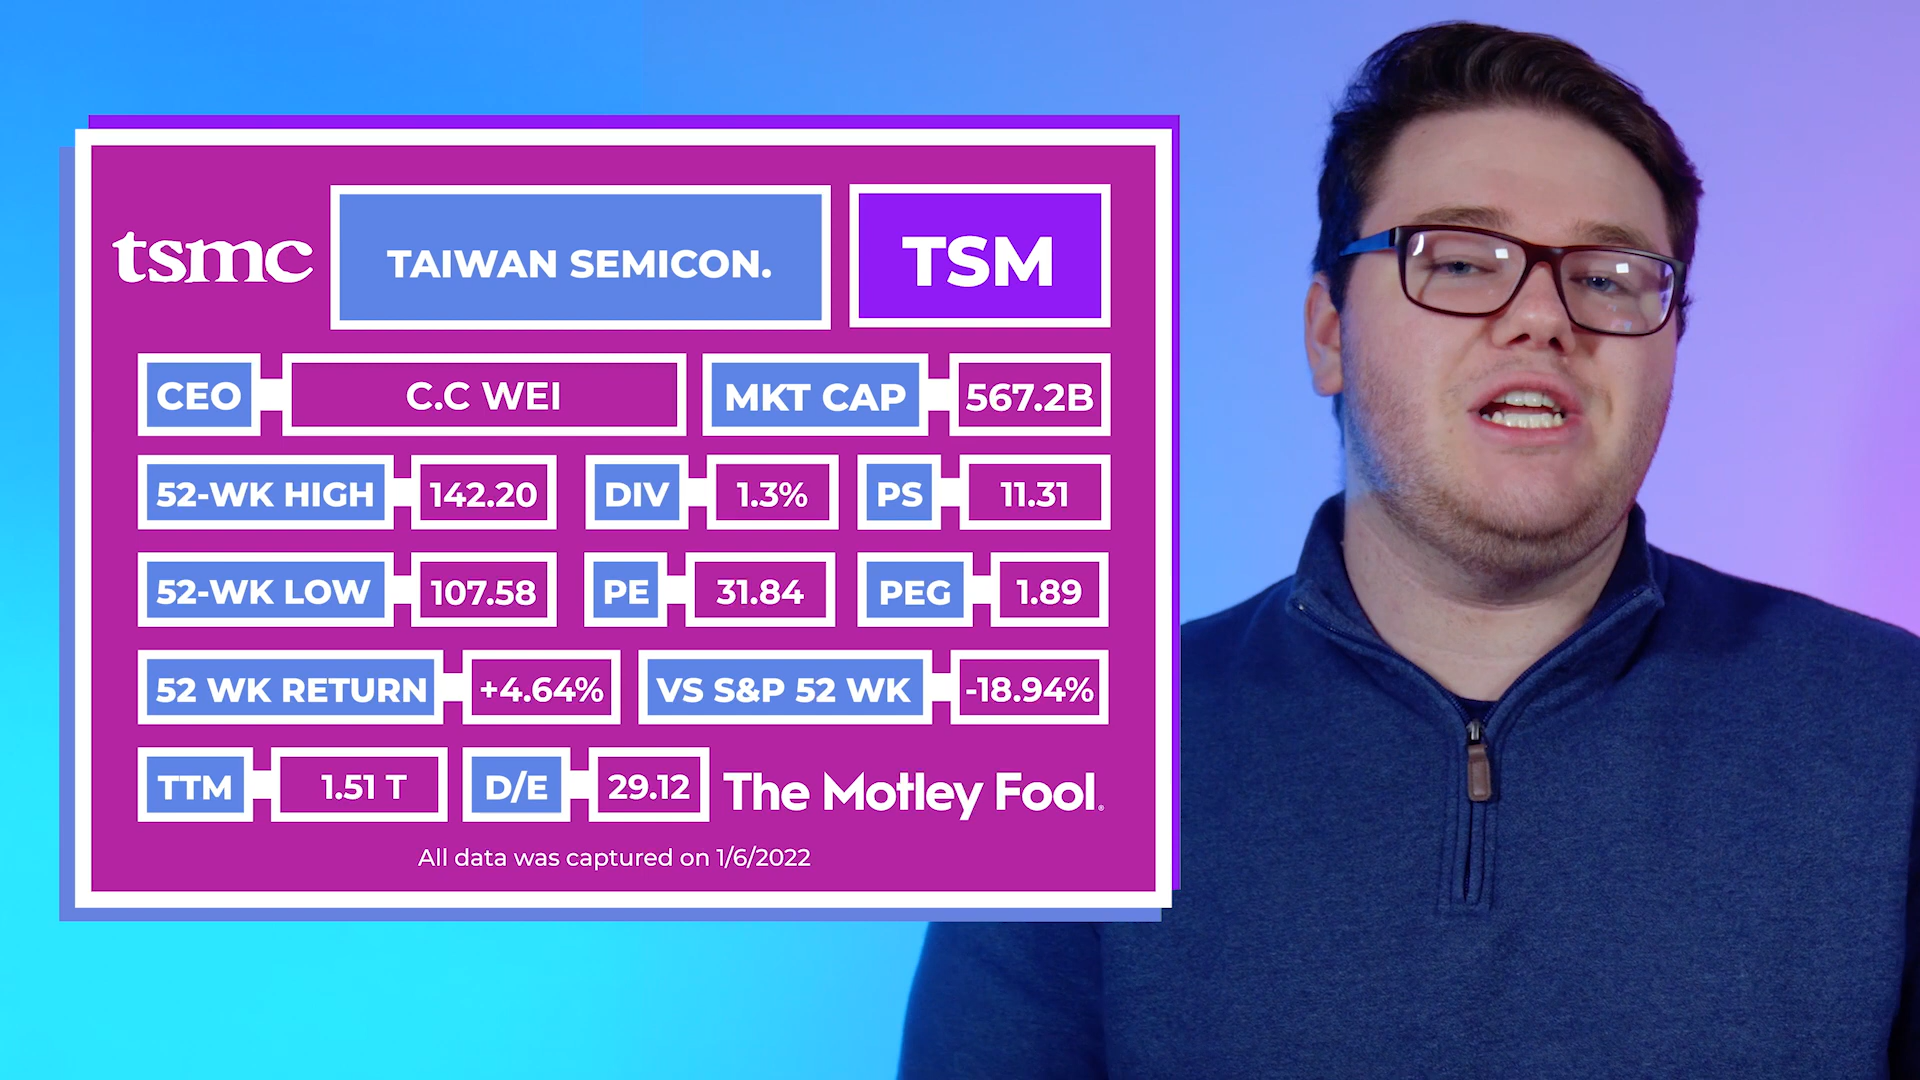 tsmc TAIWAN SEMICON. TSM
CEO C.C WEI MKT CAP 567.2B
52-WK HIGH 142.20 DIV 1.3% PS 11.31
52-WK LOW 107.58 PE 31.84 PEG 1.89
52 WK RETURN +4.64% VS S&P 52 WK -18.94%
TTM 1.51 T D/E 29.12 The Motley Fool.
All data was captured on 1/6/2022